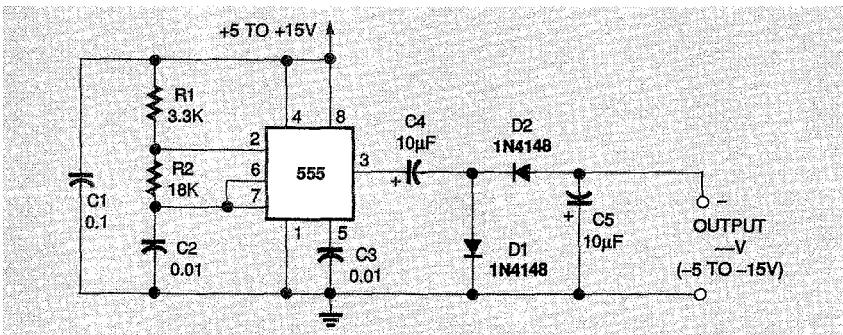 +5 TO +15V
R1
3.3K
4
8
C4
10µF
D2
1N4148
2
3
R2
18K
6
555
7
C1
0.1
C5
10µF
–
OUTPUT
—V
(–5 TO –15V)
1
5
C2
0.01
C3
0.01
D1
1N4148
+
+